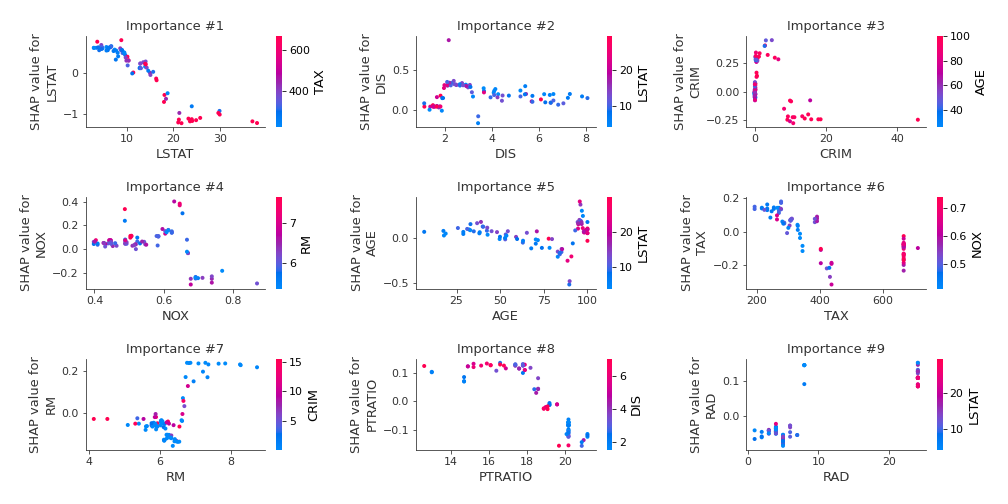 Importance #1
SHAP value for
LSTAT
0
−1
10
20
30
LSTAT
600
400
TAX
Importance #2
SHAP value for
DIS
0.5
0.0
2
4
6
8
DIS
20
10
LSTAT
Importance #3
SHAP value for
CRIM
0.25
0.00
−0.25
0
20
40
CRIM
100
80
60
40
AGE
Importance #4
SHAP value for
NOX
0.4
0.2
0.0
−0.2
0.4
0.6
0.8
NOX
7
6
RM
Importance #5
SHAP value for
AGE
0.0
−0.5
25
50
75
100
AGE
20
10
LSTAT
Importance #6
SHAP value for
TAX
0.2
0.0
−0.2
200
400
600
TAX
0.7
0.6
0.5
NOX
Importance #7
SHAP value for
RM
0.2
0.0
4
6
8
RM
15
10
5
CRIM
Importance #8
SHAP value for
PTRATIO
0.1
0.0
−0.1
14
16
18
20
PTRATIO
6
4
2
DIS
Importance #9
SHAP value for
RAD
0.1
0.0
0
10
20
RAD
20
10
LSTAT